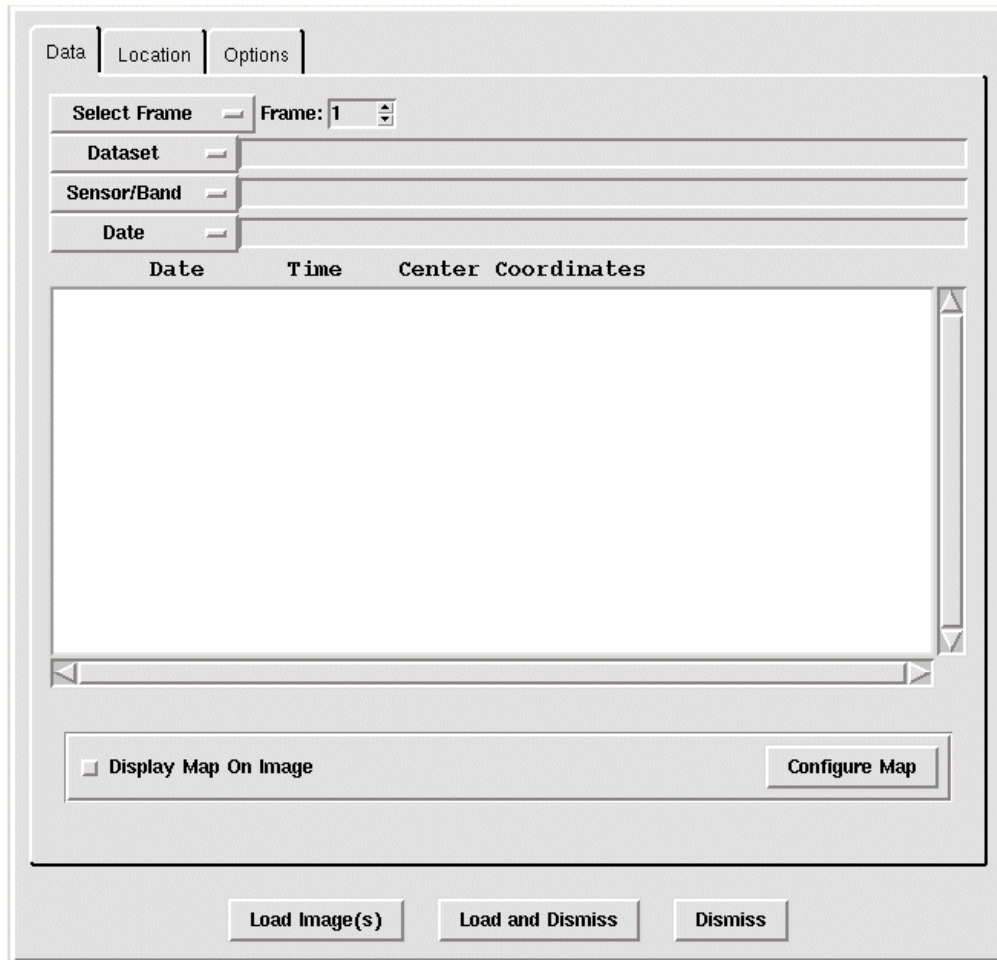 Data Location Options
Select Frame Frame: 1
Dataset
Sensor/Band
Date
Date Time Center Coordinates
Display Map On Image Configure Map
Load Image(s) Load and Dismiss Dismiss